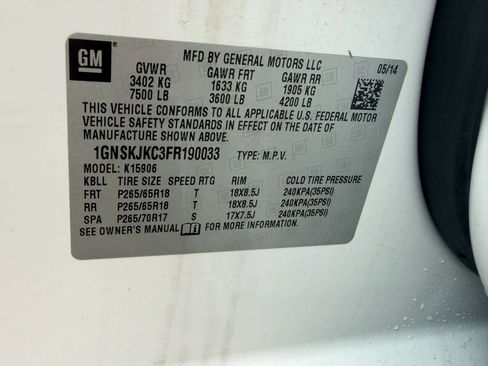 GM
MFD BY GENERAL MOTORS LLC
05/14
GVWR GAWR FRT GAWR RR
3402 KG 1633 KG 1905 KG
7500 LB 3600 LB 4200 LB
THIS VEHICLE CONFORMS TO ALL APPLICABLE U.S. FEDERAL MOTOR
VEHICLE SAFETY STANDARDS IN EFFECT ON THE DATE OF
MANUFACTURE SHOWN ABOVE.
1GNSKJKC3FR190033 TYPE: M.P.V.
MODEL: K15906
KBLL TIRE SIZE SPEED RTG RIM COLD TIRE PRESSURE
FRT P265/65R18 T 18X8.5J 240KPA(35PSI)
RR P265/65R18 T 18X8.5J 240KPA(35PSI)
SPA P265/70R17 S 17X7.5J 240KPA(35PSI)
SEE OWNER'S MANUAL FOR MORE INFORMATION